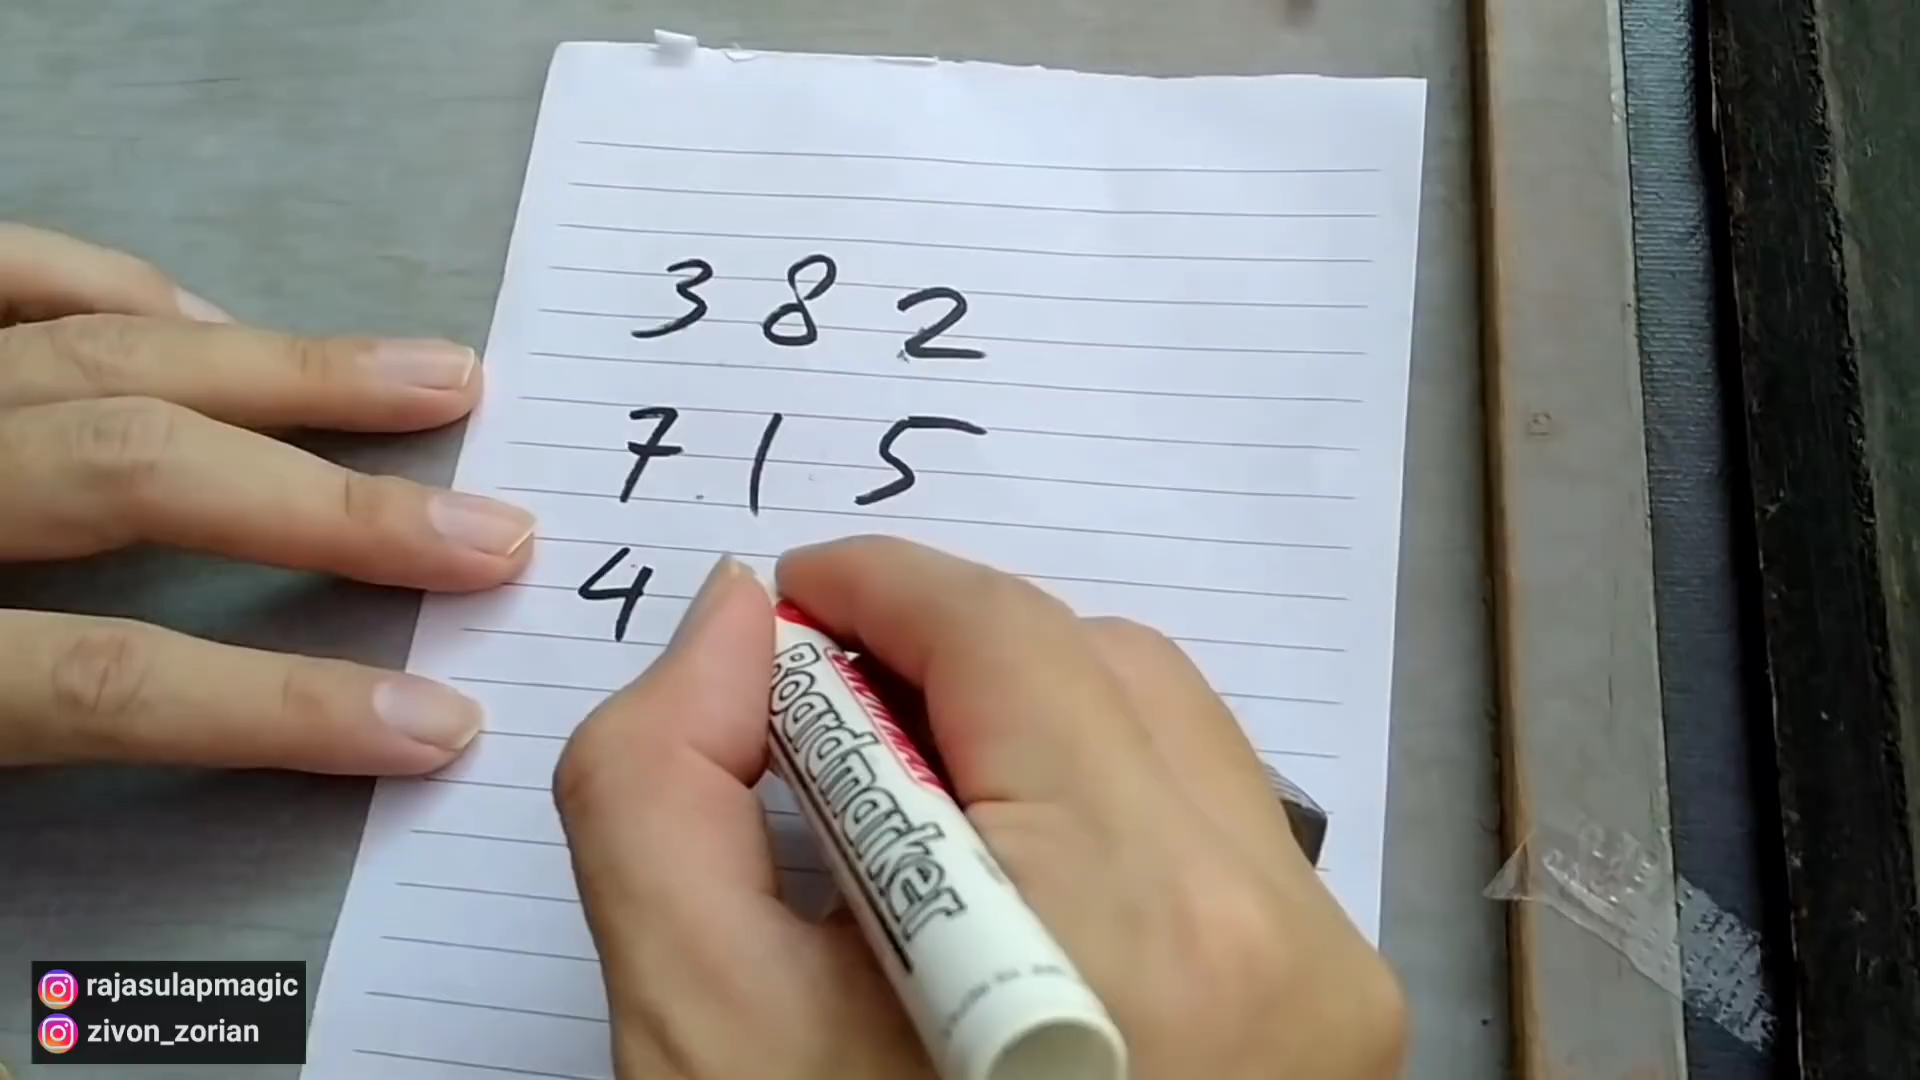 3 8 2
7 1 5
4
Boardmarker
rajasulapmagic
zivon_zorian